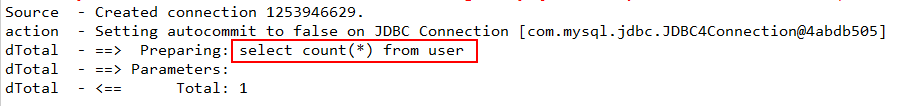 Source  - Created connection 1253946629.
action  - Setting autocommit to false on JDBC Connection [com.mysql.jdbc.JDBC4Connection@4abdb505]
dTotal  - ==>  Preparing: select count(*) from user
dTotal  - ==> Parameters:
dTotal  - <==      Total: 1